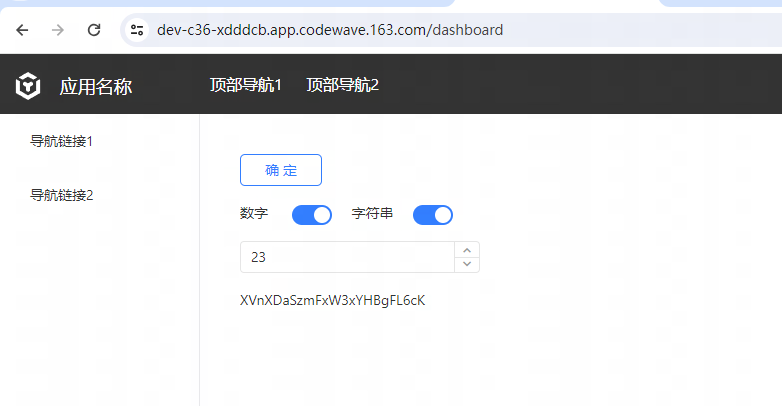 dev-c36-xdddcb.app.codewave.163.com/dashboard
应用名称 顶部导航1 顶部导航2
导航链接1
导航链接2
确 定
数字 字符串
23
XVnXDaSzmFxW3xYHBgFL6cK